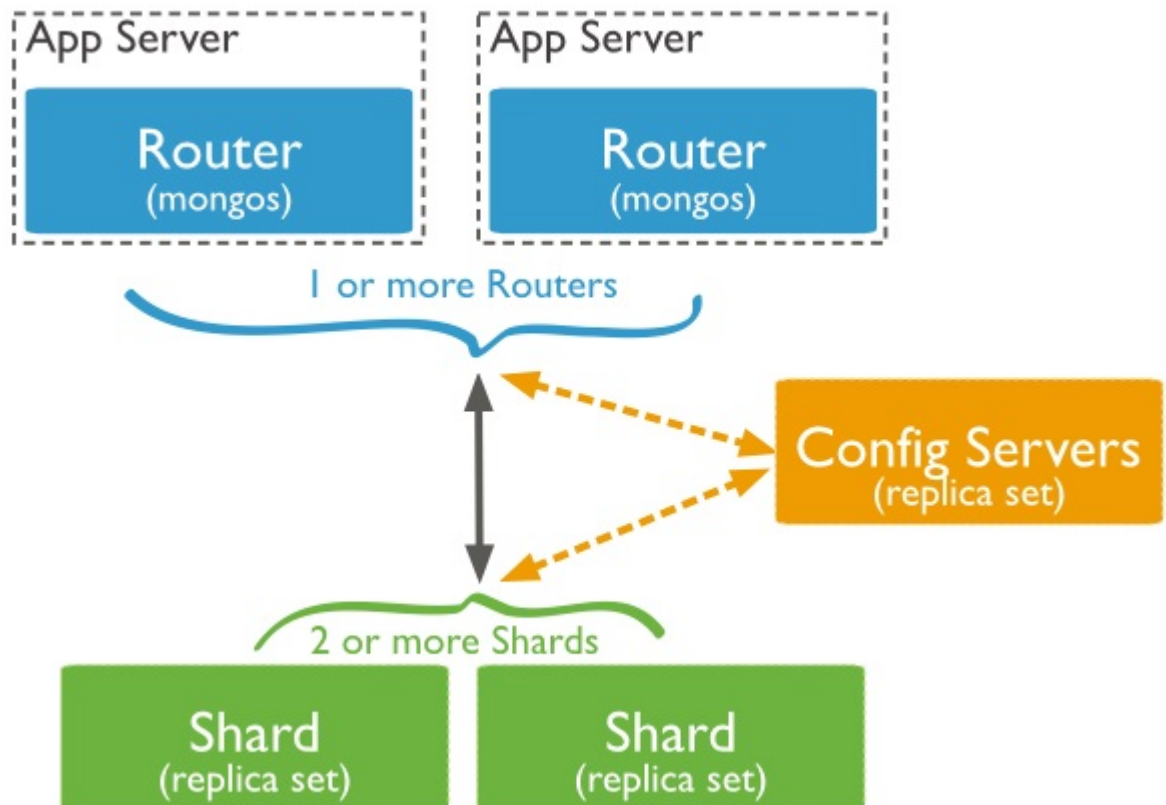 App Server
Router
(mongos)
App Server
Router
(mongos)
1 or more Routers
Config Servers
(replica set)
2 or more Shards
Shard
(replica set)
Shard
(replica set)